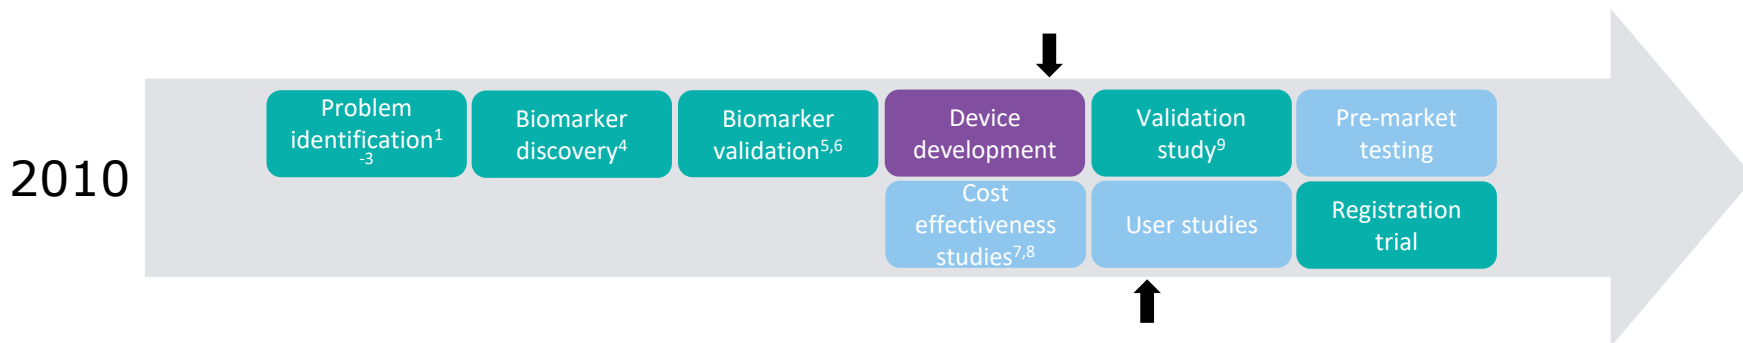 2010
Problem
identification1
-3
Biomarker
discovery4
Biomarker
validation5,6
Device
development
Validation
study9
Pre-market
testing
Cost
effectiveness
studies7,8
User studies
Registration
trial